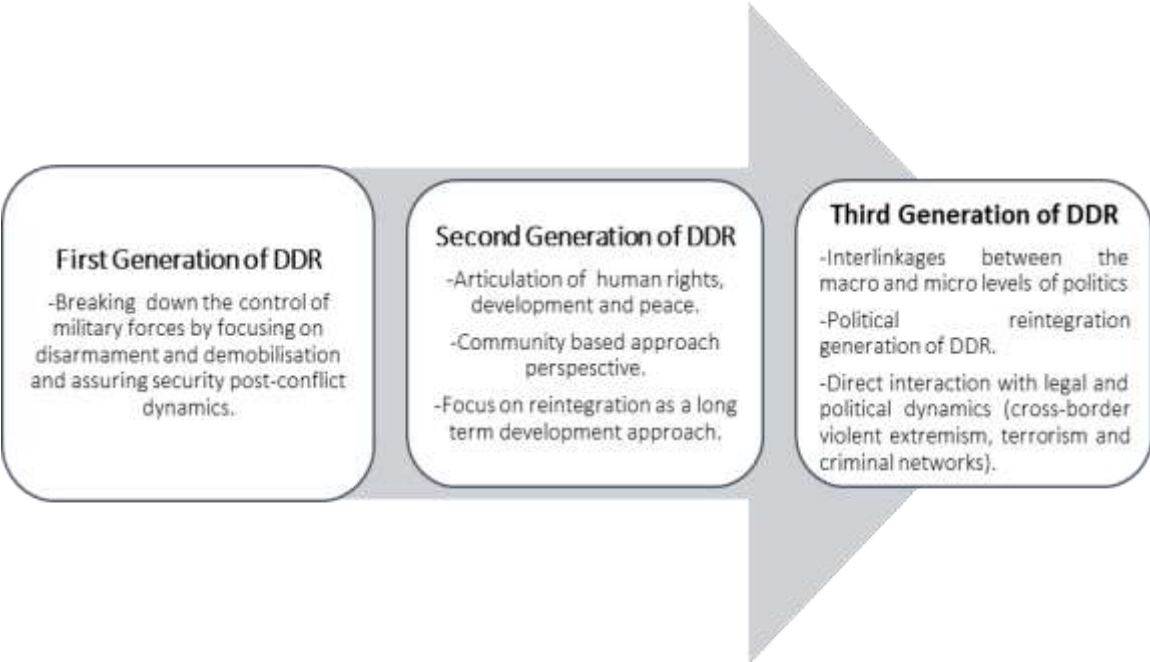 First Generation of DDR
-Breaking down the control of
military forces by focusing on
disarmament and demobilisation
and assuring security post-conflict
dynamics.
Second Generation of DDR
-Articulation of human rights,
development and peace.
-Community based approach
perspesctive.
-Focus on reintegration as a long
term development approach.
Third Generation of DDR
-Interlinkages between the
macro and micro levels of politics
-Political reintegration
generation of DDR.
-Direct interaction with legal and
political dynamics (cross-border
violent extremism, terrorism and
criminal networks).